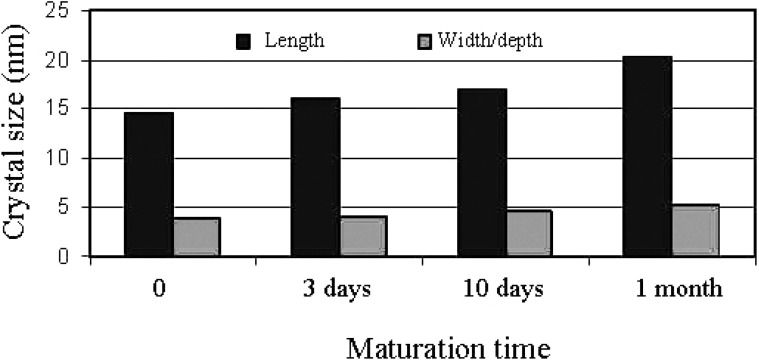 25
20
15
10
5
0
Crystal size (nm)
Length
Width/depth
0
3 days
10 days
1 month
Maturation time